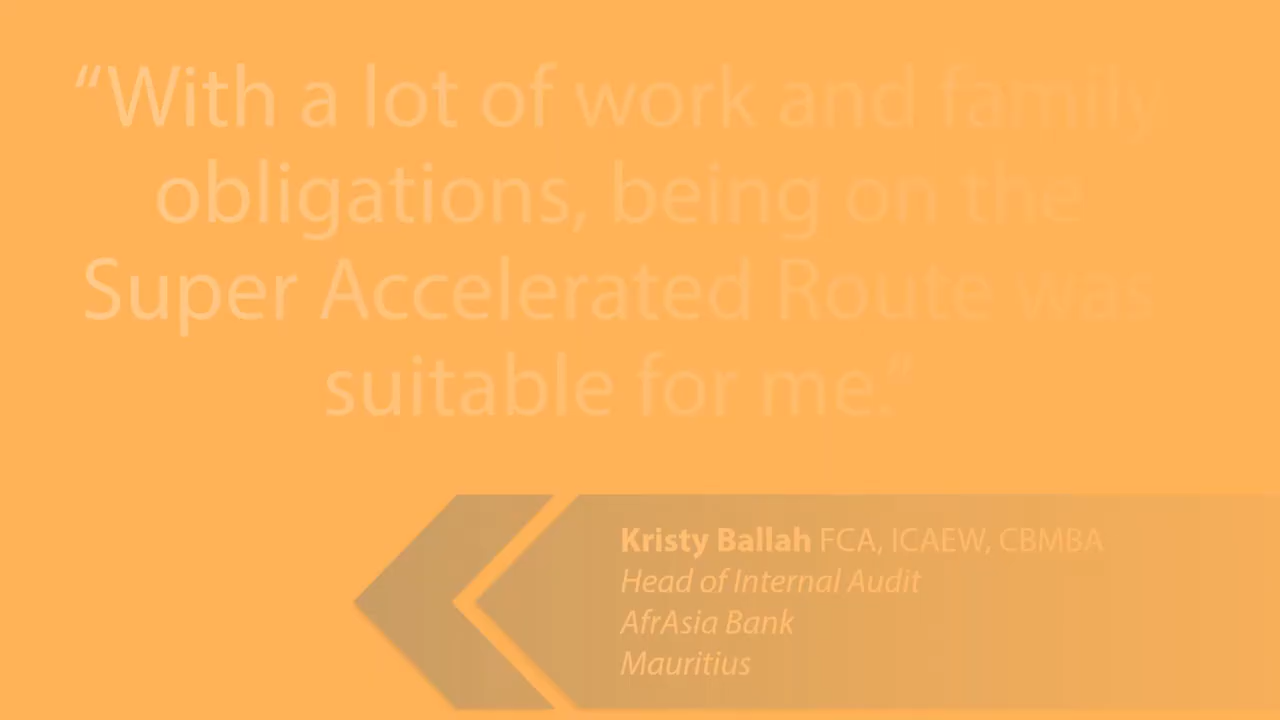 “With a lot of work and family
obligations, being on the
Super Accelerated Route was
suitable for me.”
Kristy Ballah FCA, ICAEW, CBMBA
Head of Internal Audit
AfrAsia Bank
Mauritius